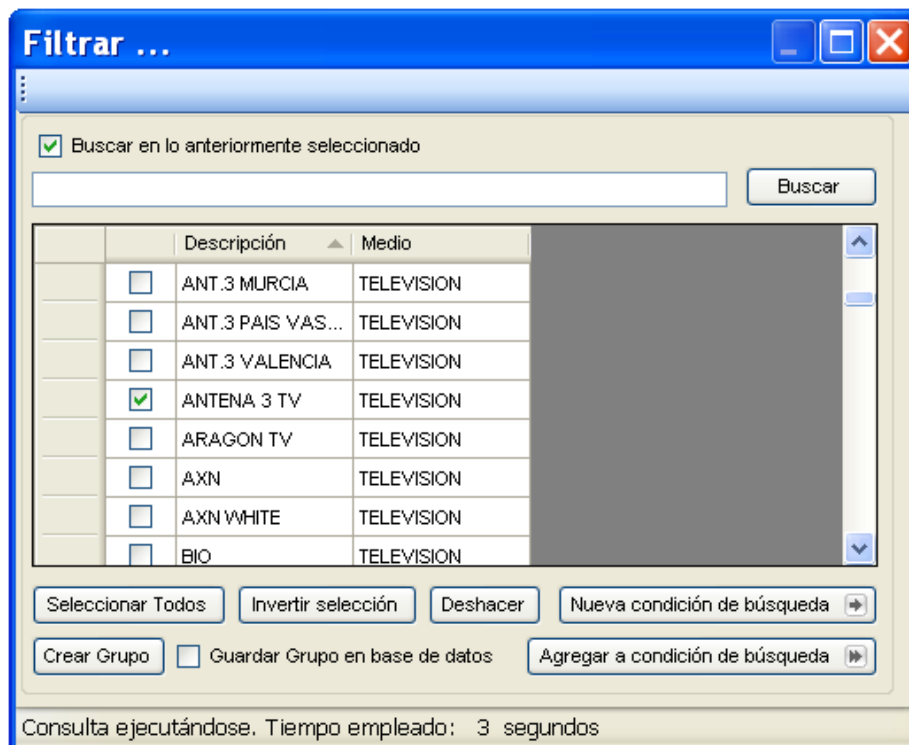 Filtrar ...
Buscar en lo anteriormente seleccionado
Buscar
Descripción Medio
ANT.3 MURCIA TELEVISION
ANT.3 PAIS VAS... TELEVISION
ANT.3 VALENCIA TELEVISION
ANTENA 3 TV TELEVISION
ARAGON TV TELEVISION
AXN TELEVISION
AXN WHITE TELEVISION
BIO TELEVISION
Seleccionar Todos Invertir selección Deshacer Nueva condición de búsqueda
Crear Grupo Guardar Grupo en base de datos Agregar a condición de búsqueda
Consulta ejecutándose. Tiempo empleado: 3 segundos